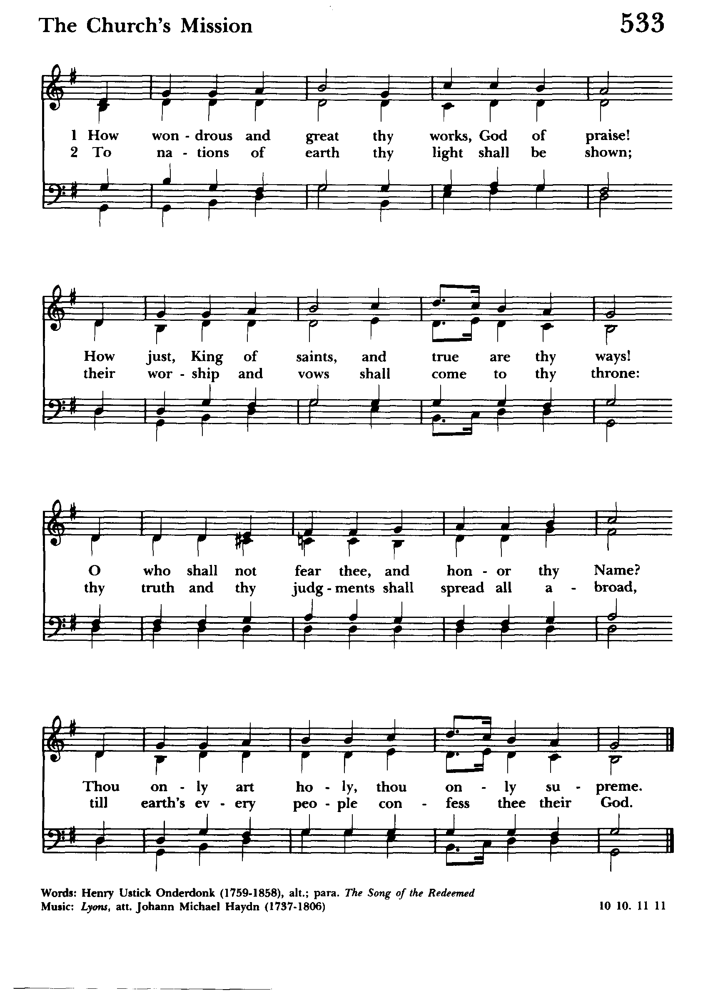 The Church's Mission 533
1 How won - drous and great thy works, God of praise!
2 To na - tions of earth thy light shall be shown;
How just, King of saints, and true are thy ways!
their wor - ship and vows shall come to thy throne:
O who shall not fear thee, and hon - or thy Name?
thy truth and thy judg - ments shall spread all a - broad,
Thou on - ly art ho - ly, thou on - ly su - preme.
till earth's ev - ery peo - ple con - fess thee their God.
Words: Henry Ustick Onderdonk (1759-1858), alt.; para. The Song of the Redeemed
Music: Lyons, att. Johann Michael Haydn (1737-1806) 10 10. 11 11